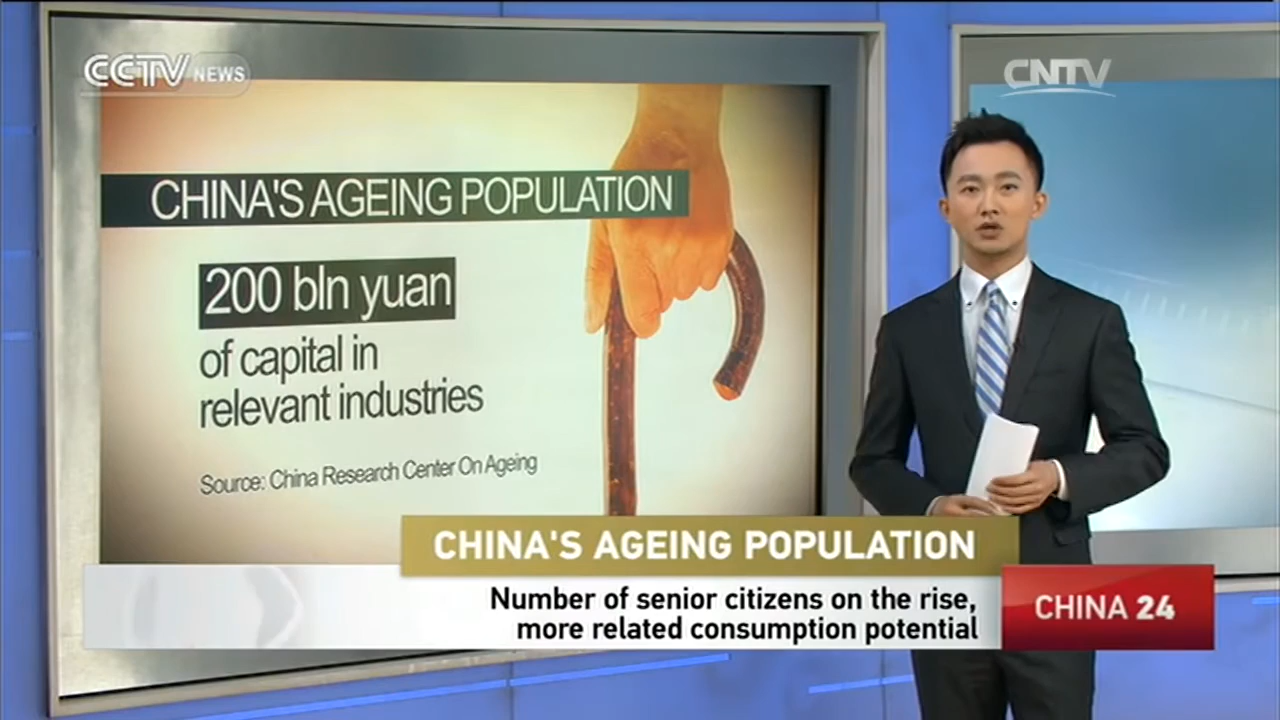 CCTV NEWS
CNTV
CHINA'S AGEING POPULATION
200 bln yuan
of capital in
relevant industries
Source: China Research Center On Ageing
CHINA'S AGEING POPULATION
Number of senior citizens on the rise,
more related consumption potential
CHINA 24